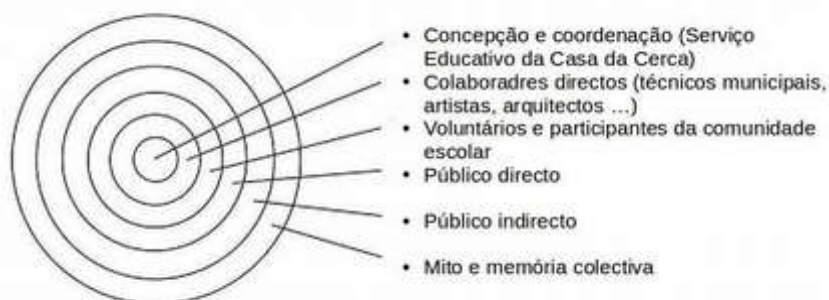 • Concepção e coordenação (Serviço
Educativo da Casa da Cerca)
• Colaboradres directos (técnicos municipais,
artistas, arquitectos ...)
• Voluntários e participantes da comunidade
escolar
• Público directo
• Público indirecto
• Mito e memória colectiva